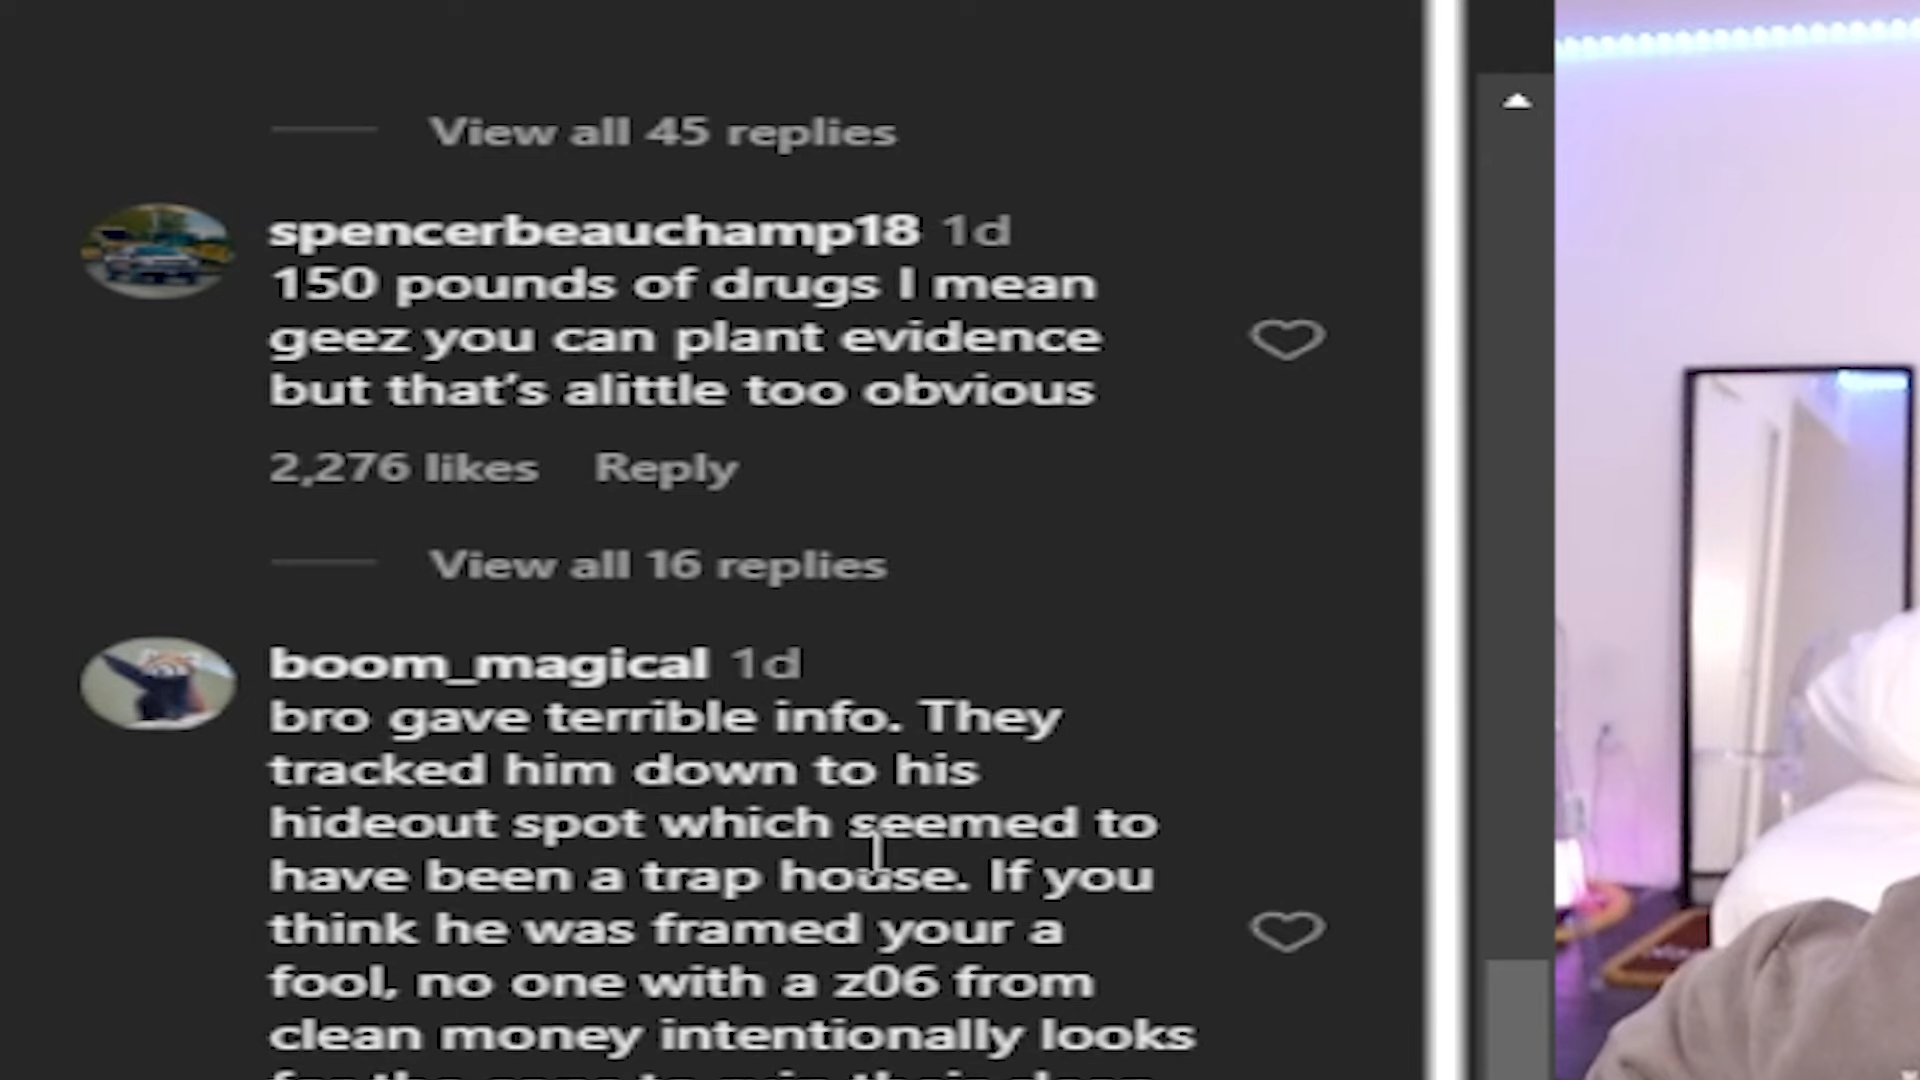 View all 45 replies
spencerbeauchamp18 1d
150 pounds of drugs I mean
geez you can plant evidence
but that's alittle too obvious
2,276 likes Reply
View all 16 replies
boom_magical 1d
bro gave terrible info. They
tracked him down to his
hideout spot which seemed to
have been a trap house. If you
think he was framed your a
fool, no one with a z06 from
clean money intentionally looks